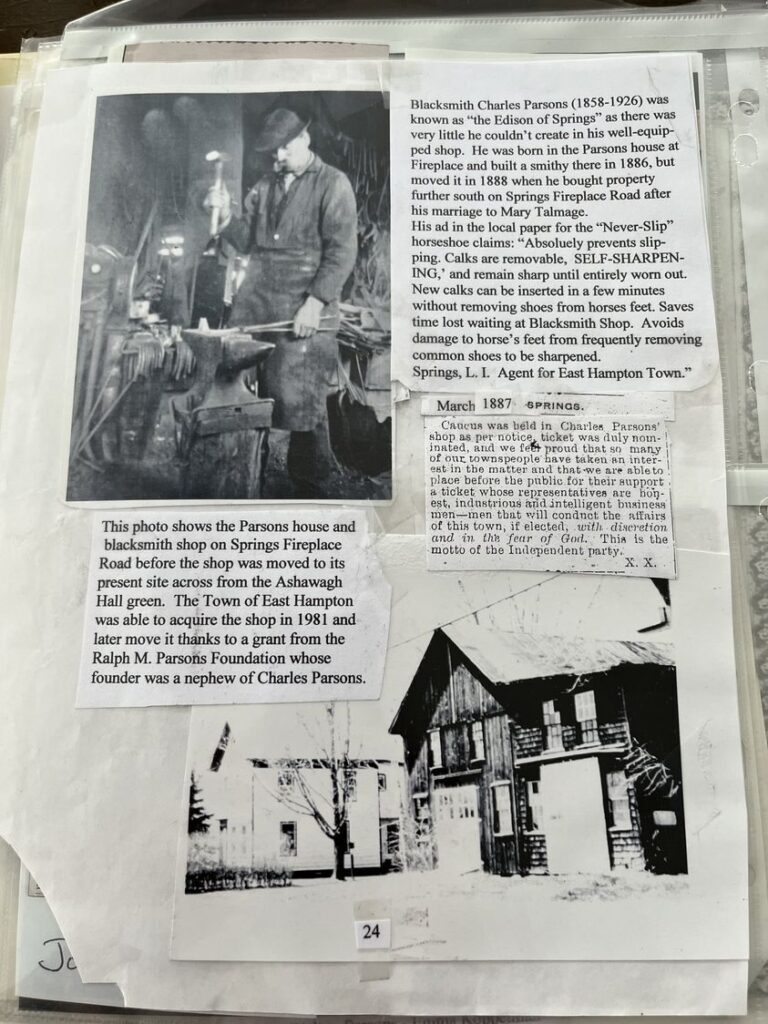 Blacksmith Charles Parsons (1858-1926) was
known as “the Edison of Springs” as there was
very little he couldn’t create in his well-equip-
ped shop. He was born in the Parsons house at
Fireplace and built a smithy there in 1886, but
moved it in 1888 when he bought property
further south on Springs Fireplace Road after
his marriage to Mary Talmage.
His ad in the local paper for the “Never-Slip”
horseshoe claims: “Absoluely prevents slip-
ping. Calks are removable, SELF-SHARPEN-
ING,’ and remain sharp until entirely worn out.
New calks can be inserted in a few minutes
without removing shoes from horses feet. Saves
time lost waiting at Blacksmith Shop. Avoids
damage to horse’s feet from frequently removing
common shoes to be sharpened.
Springs, L. I. Agent for East Hampton Town.”
March 1887 SPRINGS.
Caucus was held in Charles Parsons’
shop as per notice, ticket was duly nom-
inated, and we feel proud that so many
of our townspeople have taken an inter-
est in the matter and that we are able to
place before the public for their support
a ticket whose representatives are hon-
est, industrious and intelligent business
men—men that will conduct the affairs
of this town, if elected, with discretion
and in the fear of God. This is the
motto of the Independent party.
X. X.
This photo shows the Parsons house and
blacksmith shop on Springs Fireplace
Road before the shop was moved to its
present site across from the Ashawagh
Hall green. The Town of East Hampton
was able to acquire the shop in 1981 and
later move it thanks to a grant from the
Ralph M. Parsons Foundation whose
founder was a nephew of Charles Parsons.
24